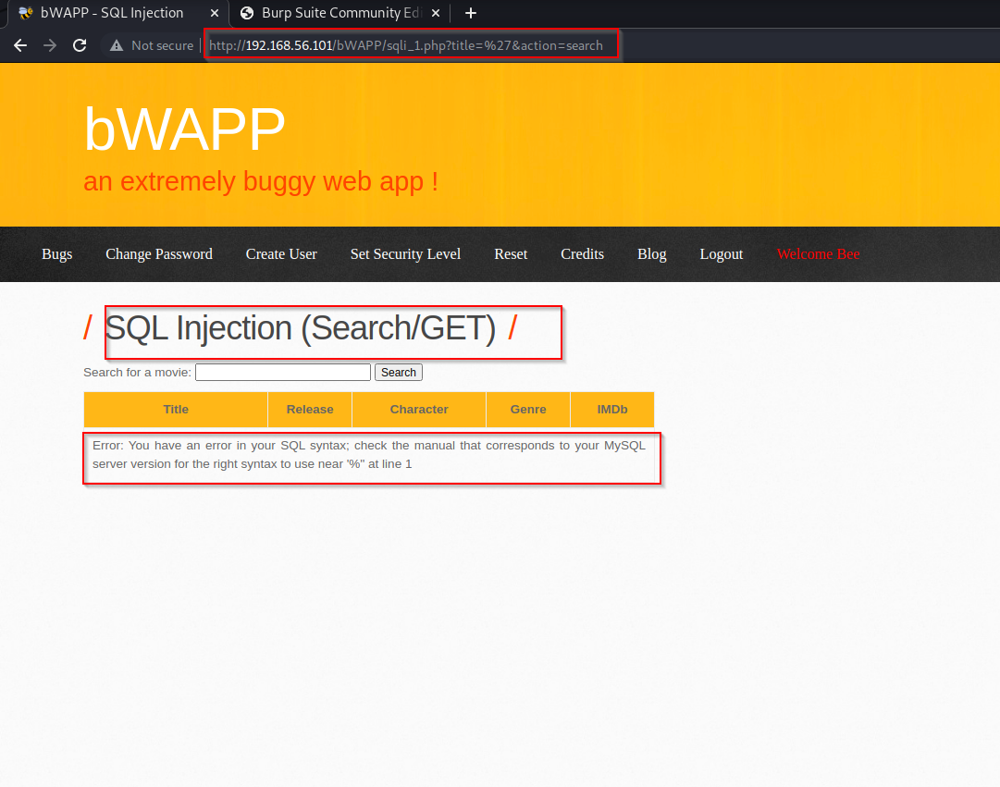 bWAPP - SQL Injection
Burp Suite Community Edi
Not secure
http://192.168.56.101/bWAPP/sqli_1.php?title=%27&action=search
bWAPP
an extremely buggy web app !
Bugs Change Password Create User Set Security Level Reset Credits Blog Logout Welcome Bee
/ SQL Injection (Search/GET) /
Search for a movie: Search
Title Release Character Genre IMDb
Error: You have an error in your SQL syntax; check the manual that corresponds to your MySQL
server version for the right syntax to use near '%'' at line 1